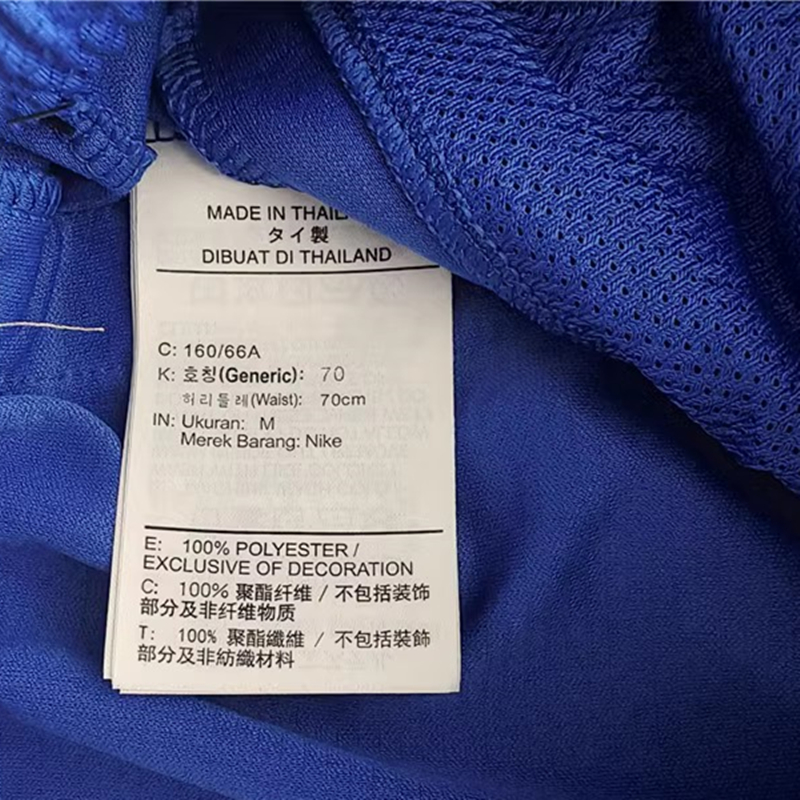 MADE IN THAIL
タイ製
DIBUAT DI THAILAND
C: 160/66A
K: 호칭(Generic): 70
허리둘레(Waist): 70cm
IN: Ukuran: M
Merek Barang: Nike
E: 100% POLYESTER /
EXCLUSIVE OF DECORATION
C: 100% 聚酯纤维 / 不包括装饰
部分及非纤维物质
T: 100% 聚酯纖維 / 不包括裝飾
部分及非紡織材料